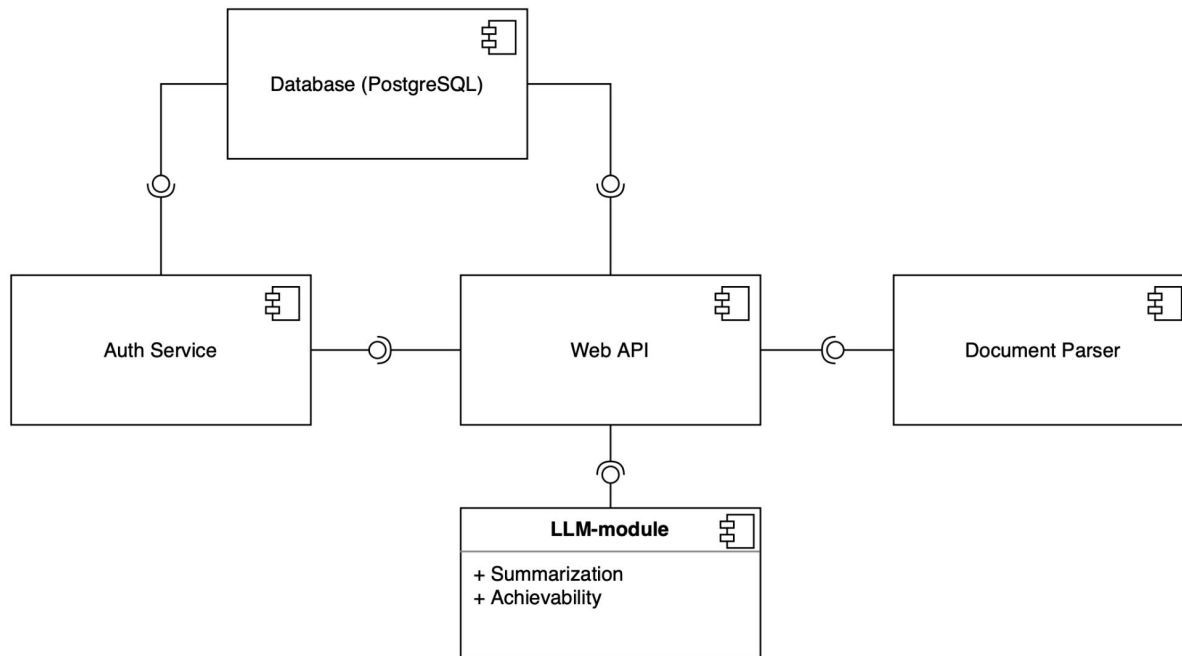 Database (PostgreSQL)
Auth Service
Web API
Document Parser
LLM-module
+ Summarization
+ Achievability